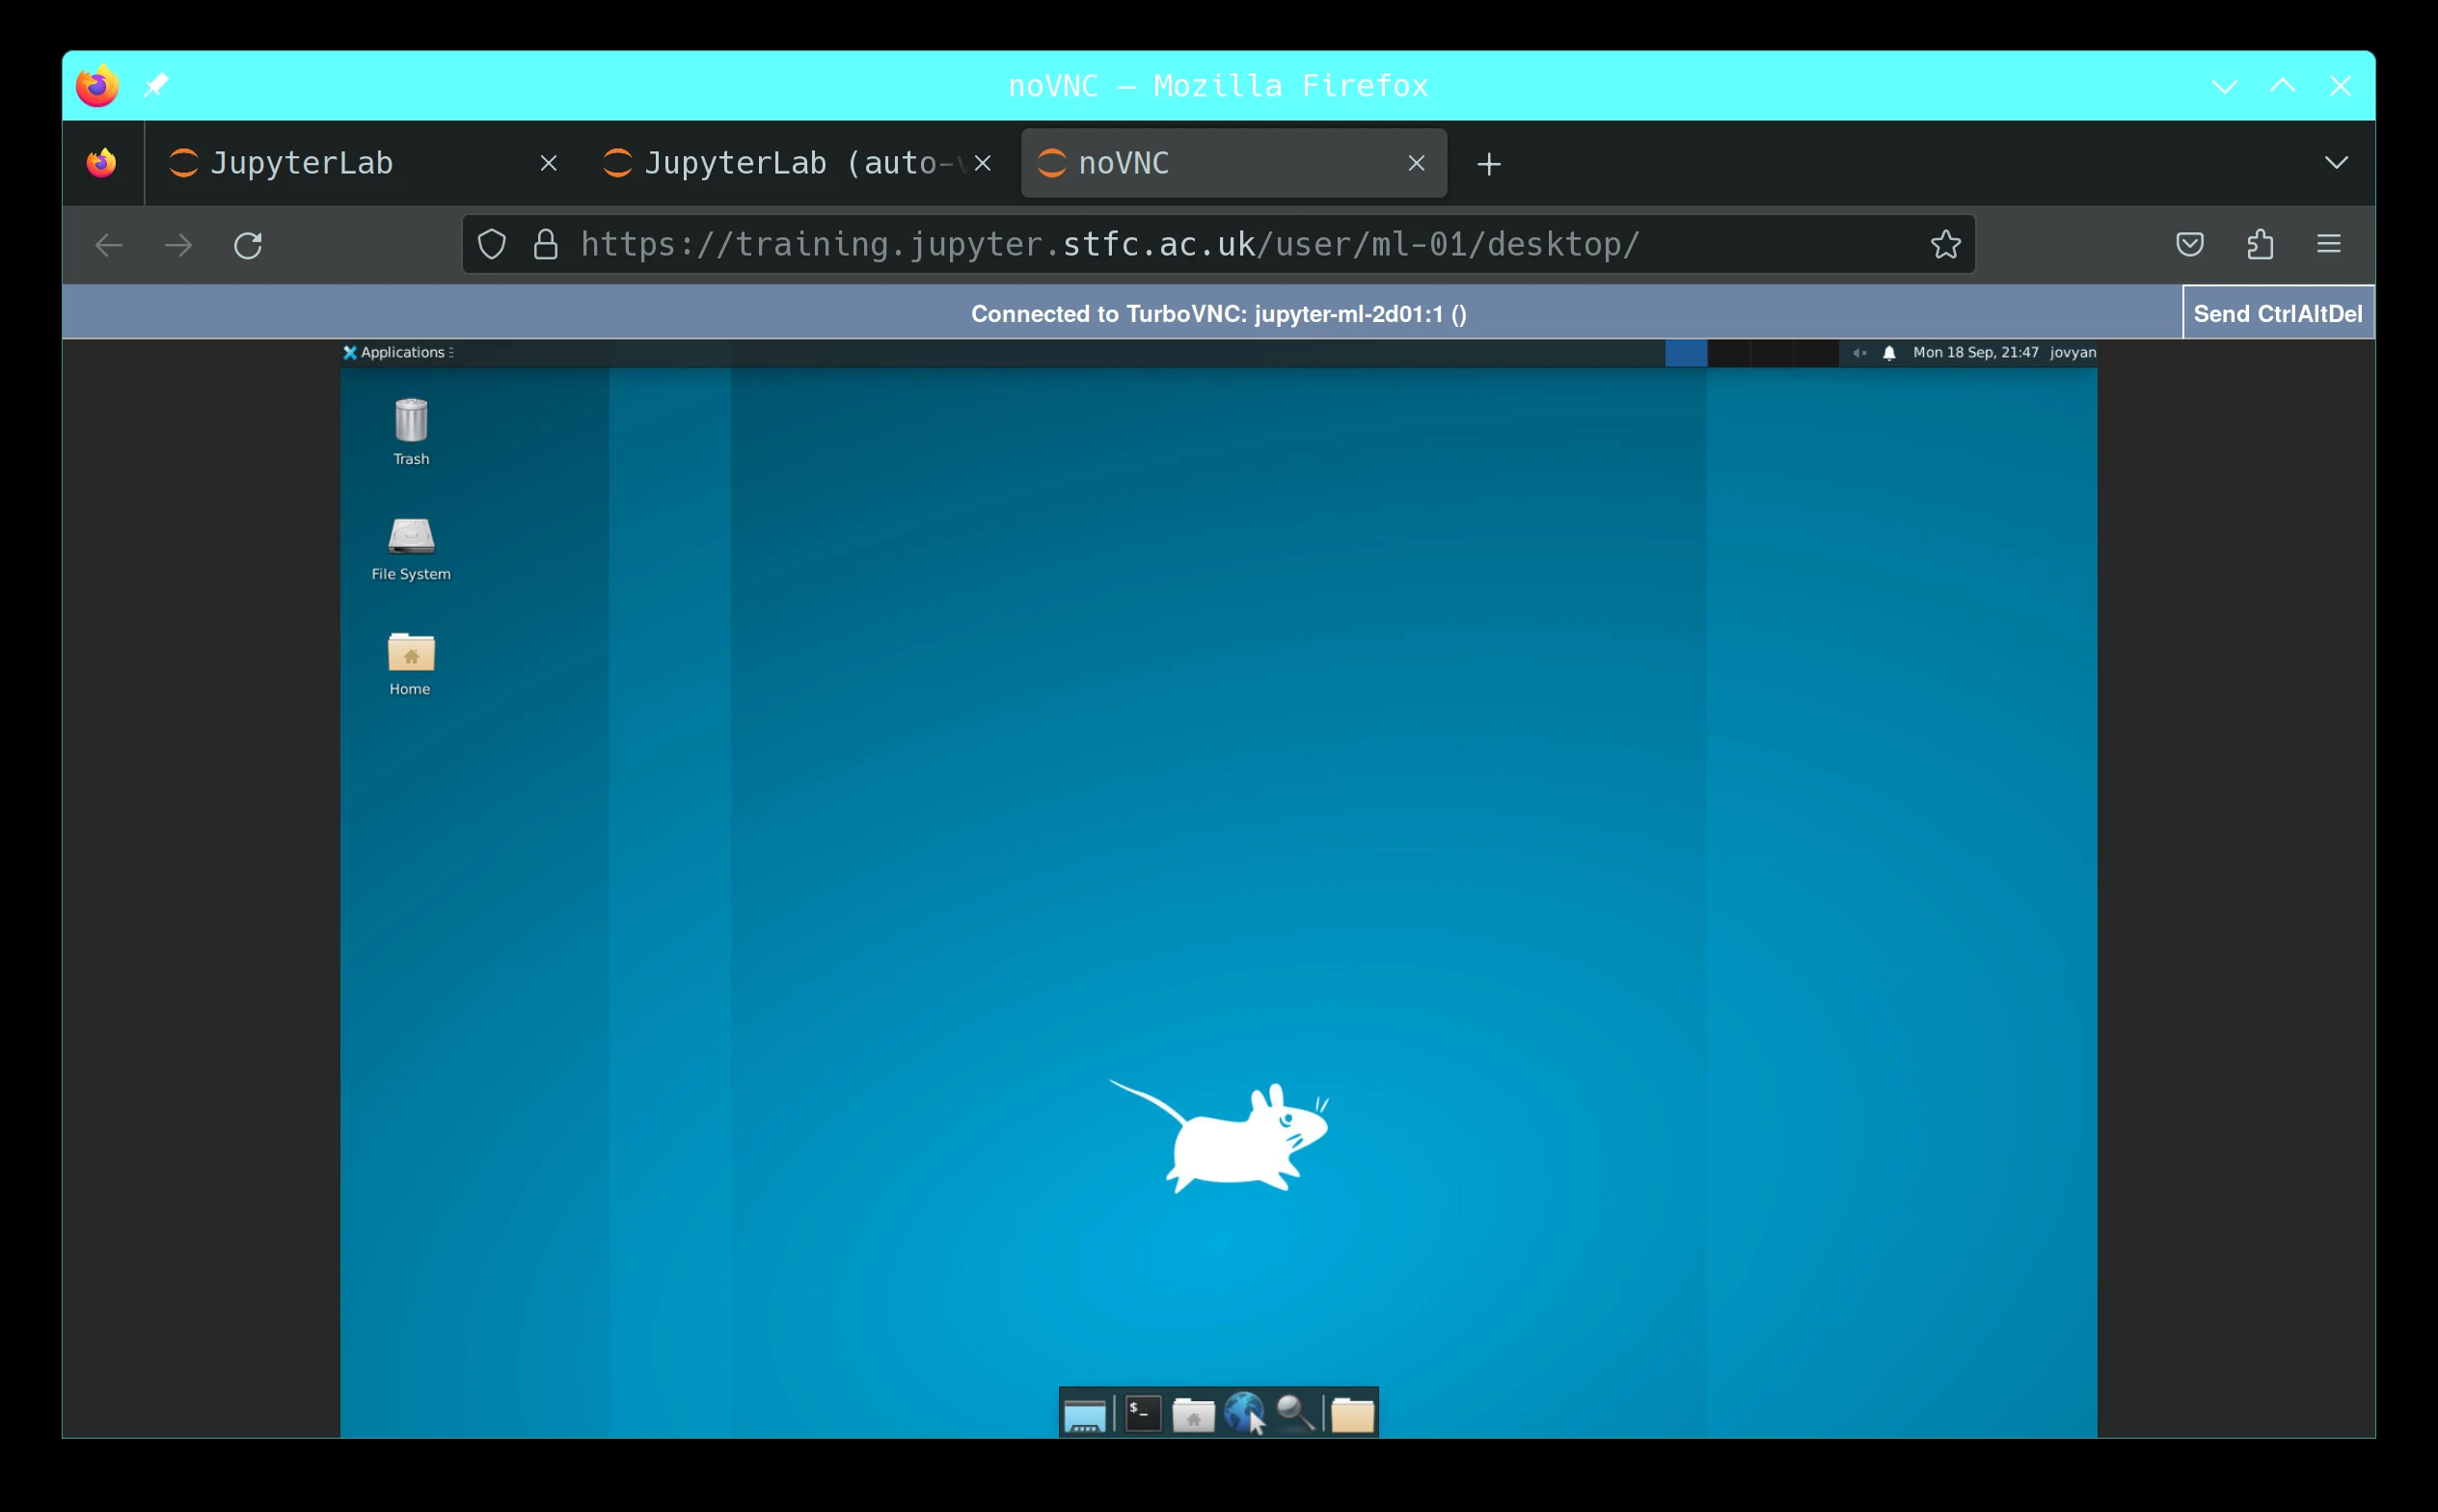 noVNC — Mozilla Firefox
JupyterLab
JupyterLab (auto-
noVNC
https://training.jupyter.stfc.ac.uk/user/ml-01/desktop/
Connected to TurboVNC: jupyter-ml-2d01:1 ()
Send CtrlAltDel
Applications
Mon 18 Sep, 21:47 jovyan
Trash
File System
Home
$_